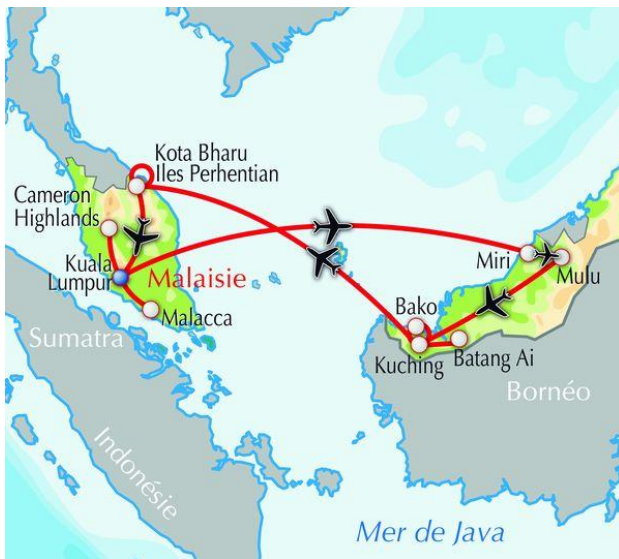 Kota Bharu
Iles Perhentian
Cameron
Highlands
Kuala
Lumpur
Malaisie
Malacca
Sumatra
Indonésie
Miri
Mulu
Bako
Kuching
Batang Ai
Bornéo
Mer de Java